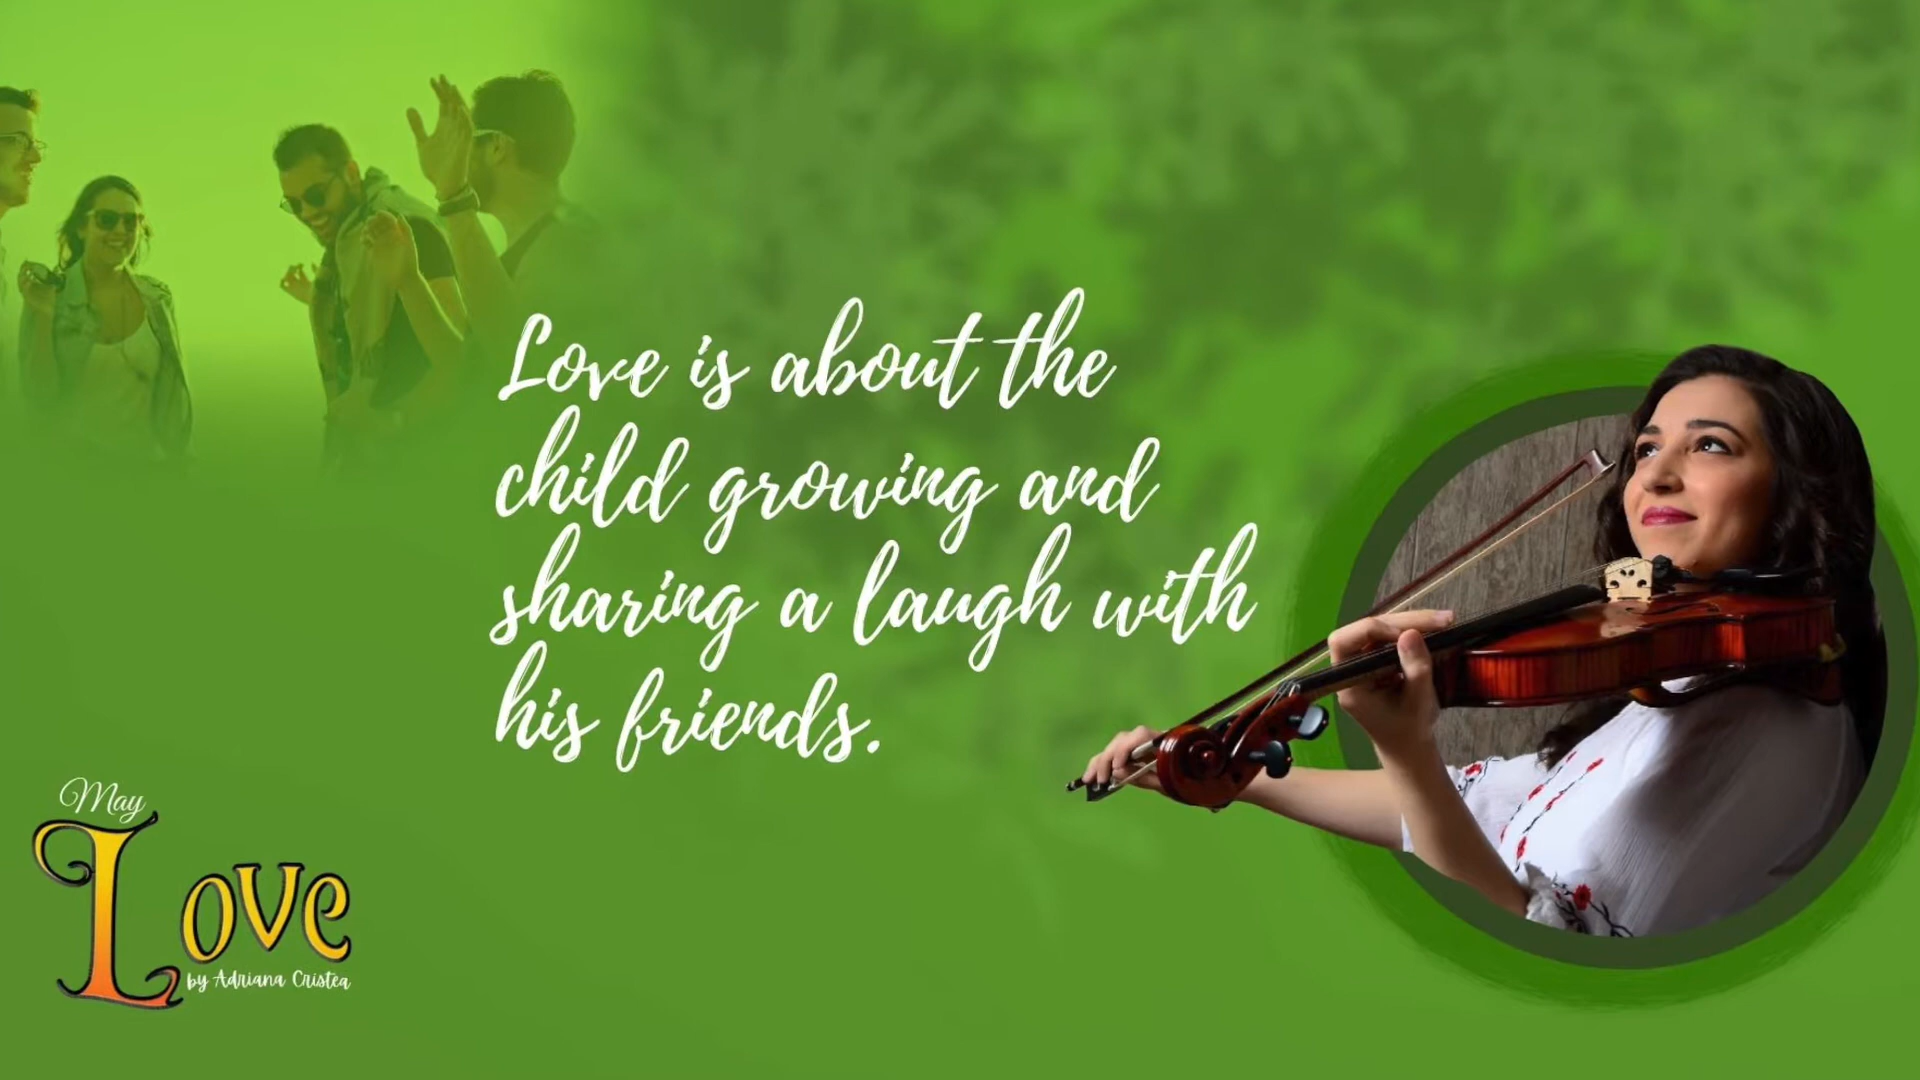 Love is about the
child growing and
sharing a laugh with
his friends.
May
Love
by Adriana Cristea